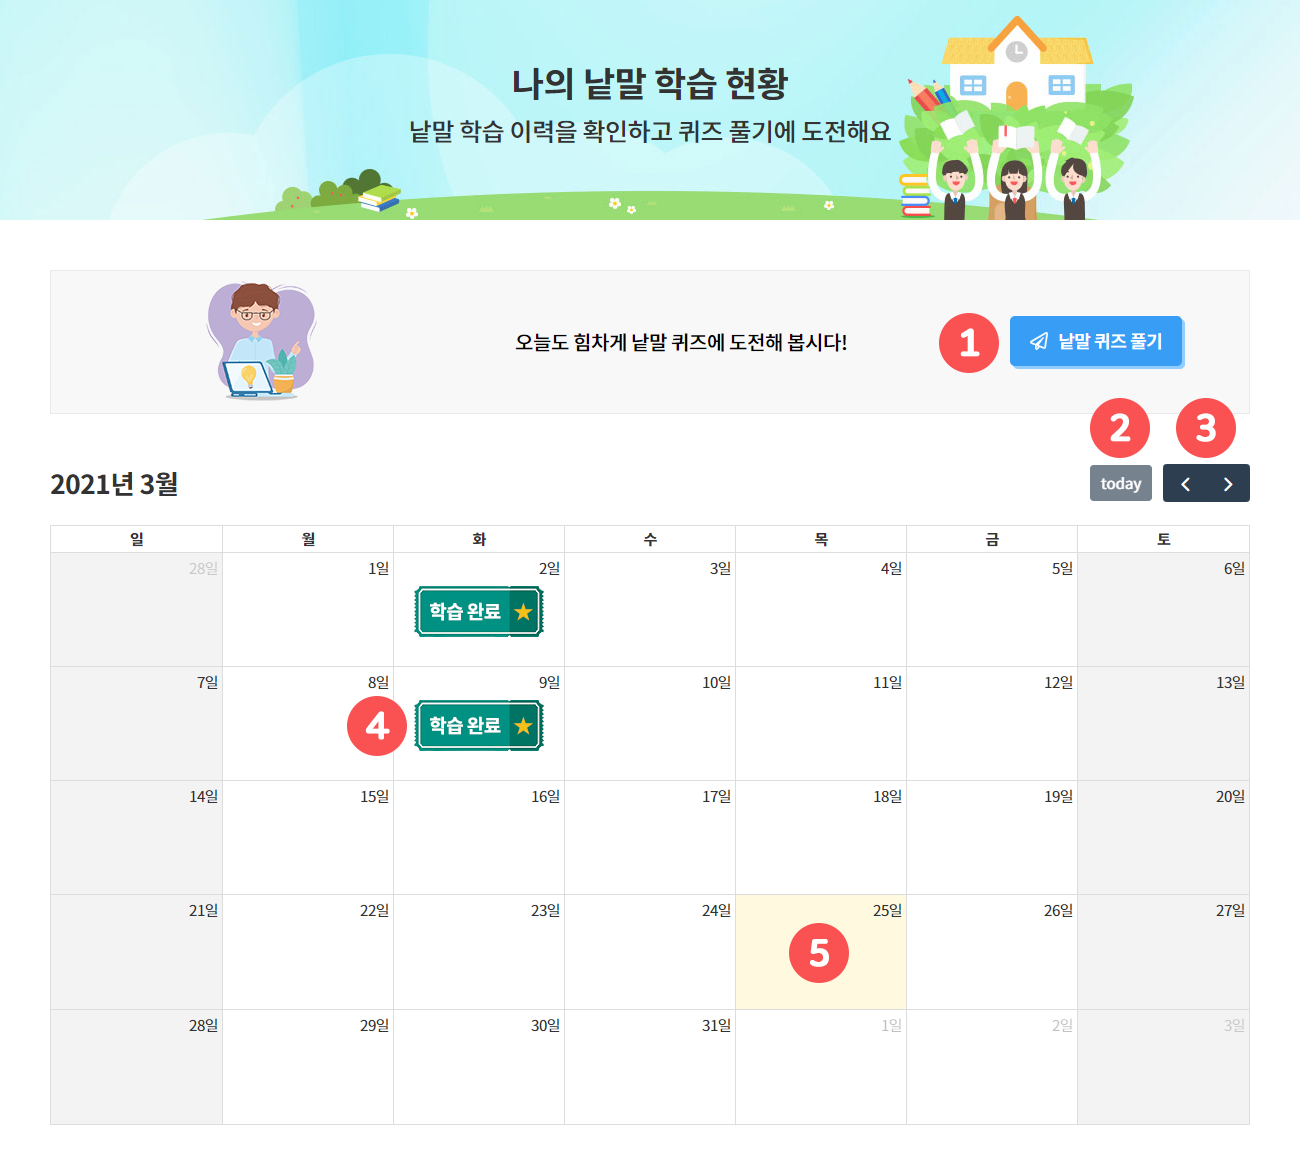 나의 낱말 학습 현황
낱말 학습 이력을 확인하고 퀴즈 풀기에 도전해요
오늘도 힘차게 낱말 퀴즈에 도전해 봅시다!
1
낱말 퀴즈 풀기
2
3
2021년 3월
today
일 월 화 수 목 금 토
28일 1일 2일 3일 4일 5일 6일
학습 완료
7일 8일 9일 10일 11일 12일 13일
4
학습 완료
14일 15일 16일 17일 18일 19일 20일
21일 22일 23일 24일 25일 26일 27일
5
28일 29일 30일 31일 1일 2일 3일